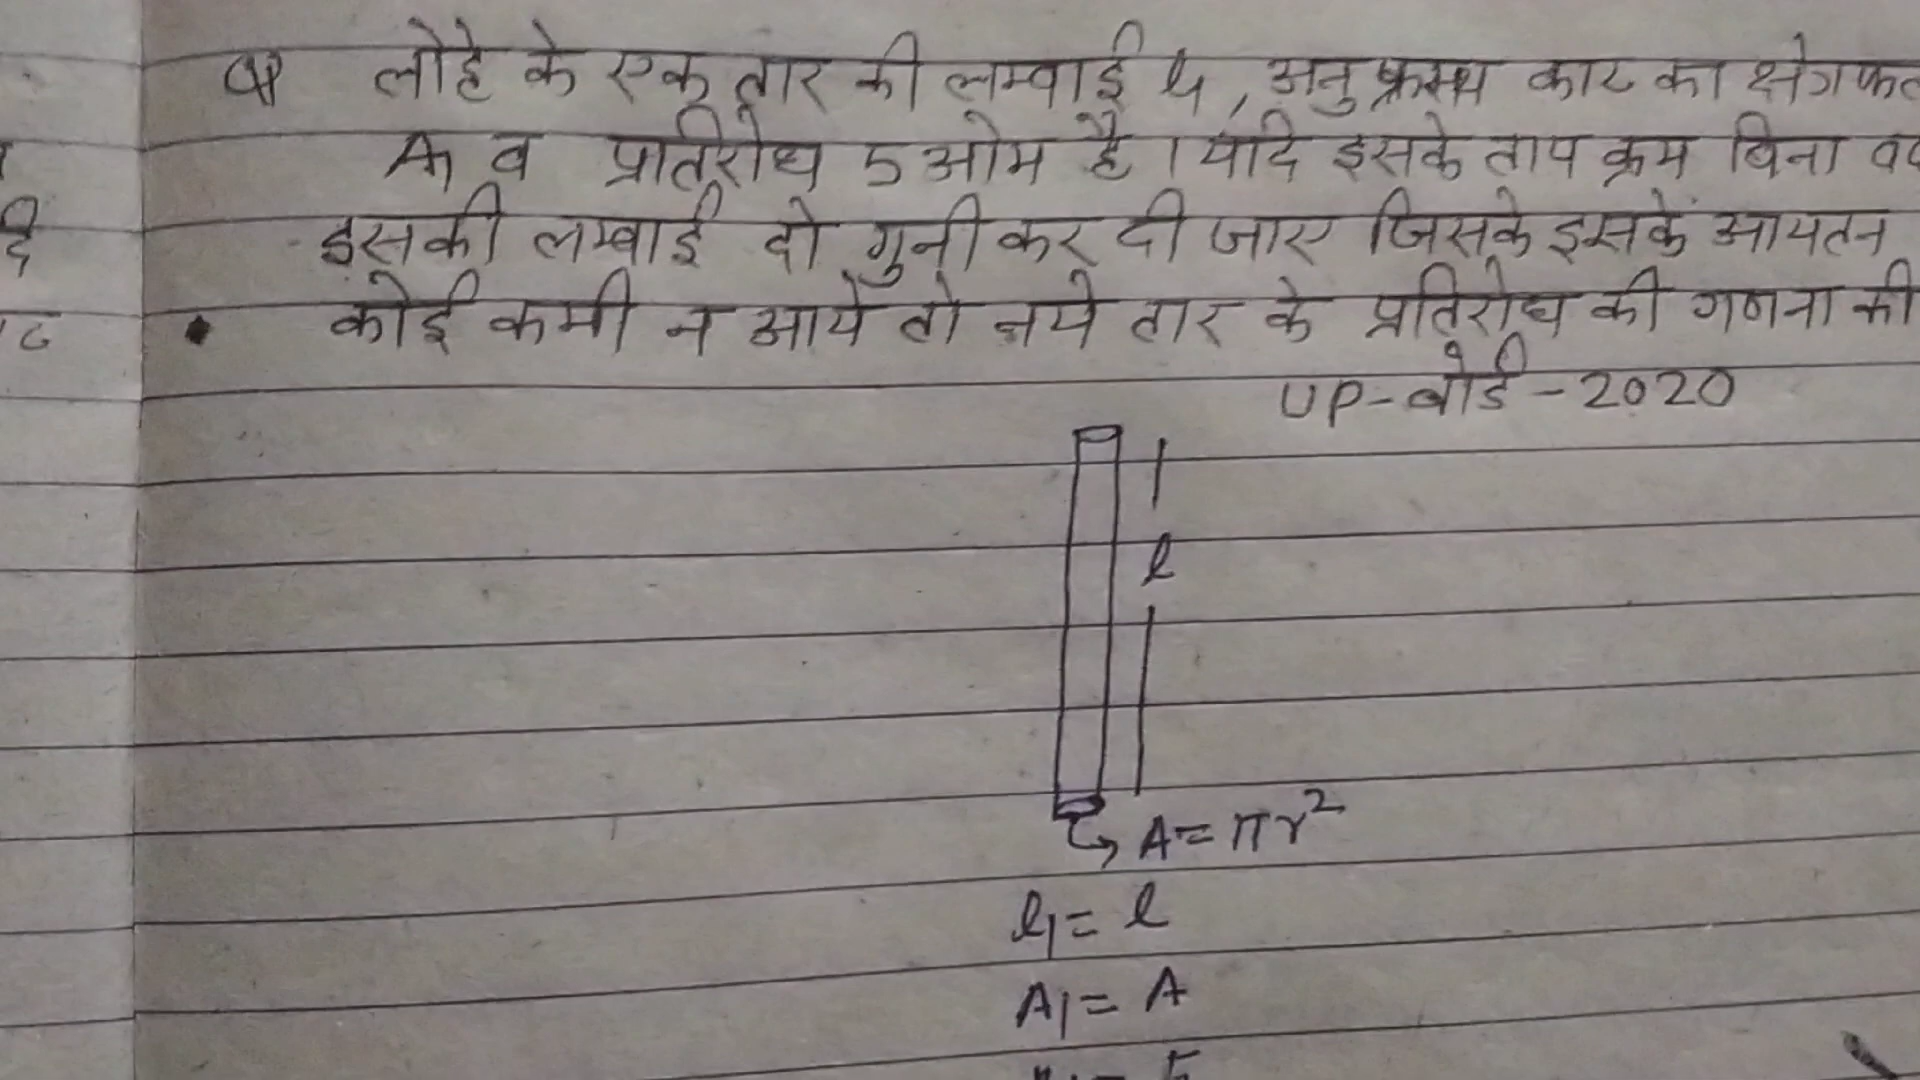 Q लोहे के एक तार की लम्बाई l₁, अनुप्रस्थ काट का क्षेत्रफल
A₁ व प्रतिरोध 5 ओम है । यदि इसके ताप क्रम बिना
इसकी लम्बाई दो गुनी कर दी जाए जिसके इसके आयतन
कोई कमी न आये तो नये तार के प्रतिरोध की गणना की
UP-बोर्ड-2020
l
A = πr²
l₁ = l
A₁ = A